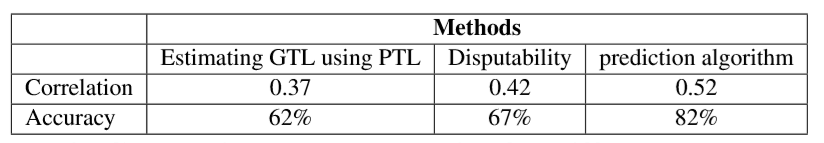 Methods
Estimating GTL using PTL Disputability prediction algorithm
Correlation 0.37 0.42 0.52
Accuracy 62% 67% 82%